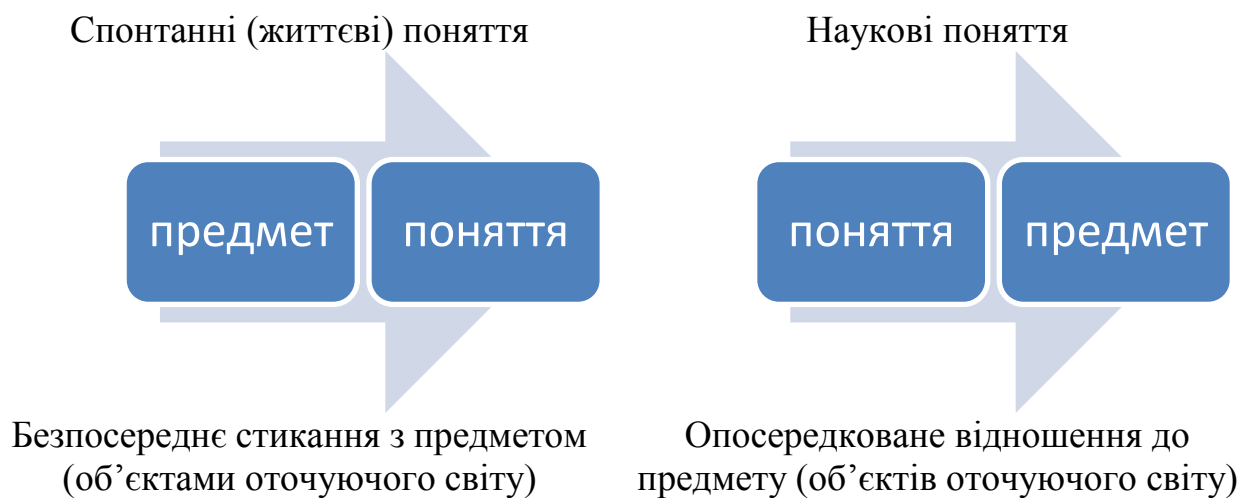 Спонтанні (життєві) поняття
предмет
поняття
Безпосереднє стикання з предметом
(об’єктами оточуючого світу)
Наукові поняття
поняття
предмет
Опосередковане відношення до
предмету (об’єктів оточуючого світу)